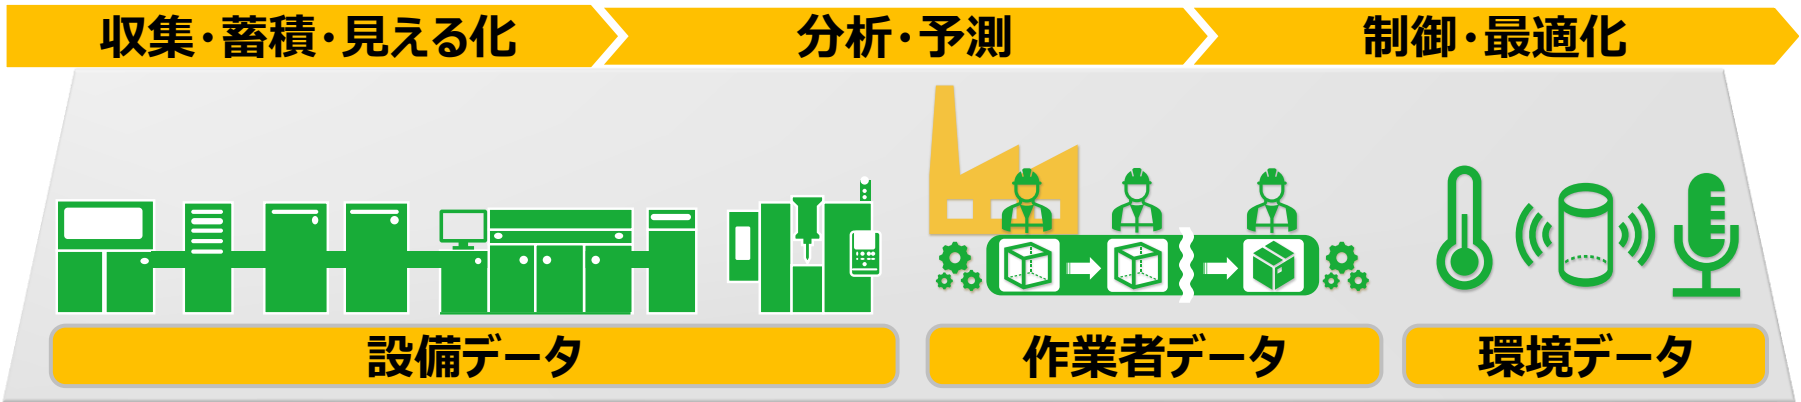 収集・蓄積・見える化
分析・予測
制御・最適化
設備データ
作業者データ
環境データ